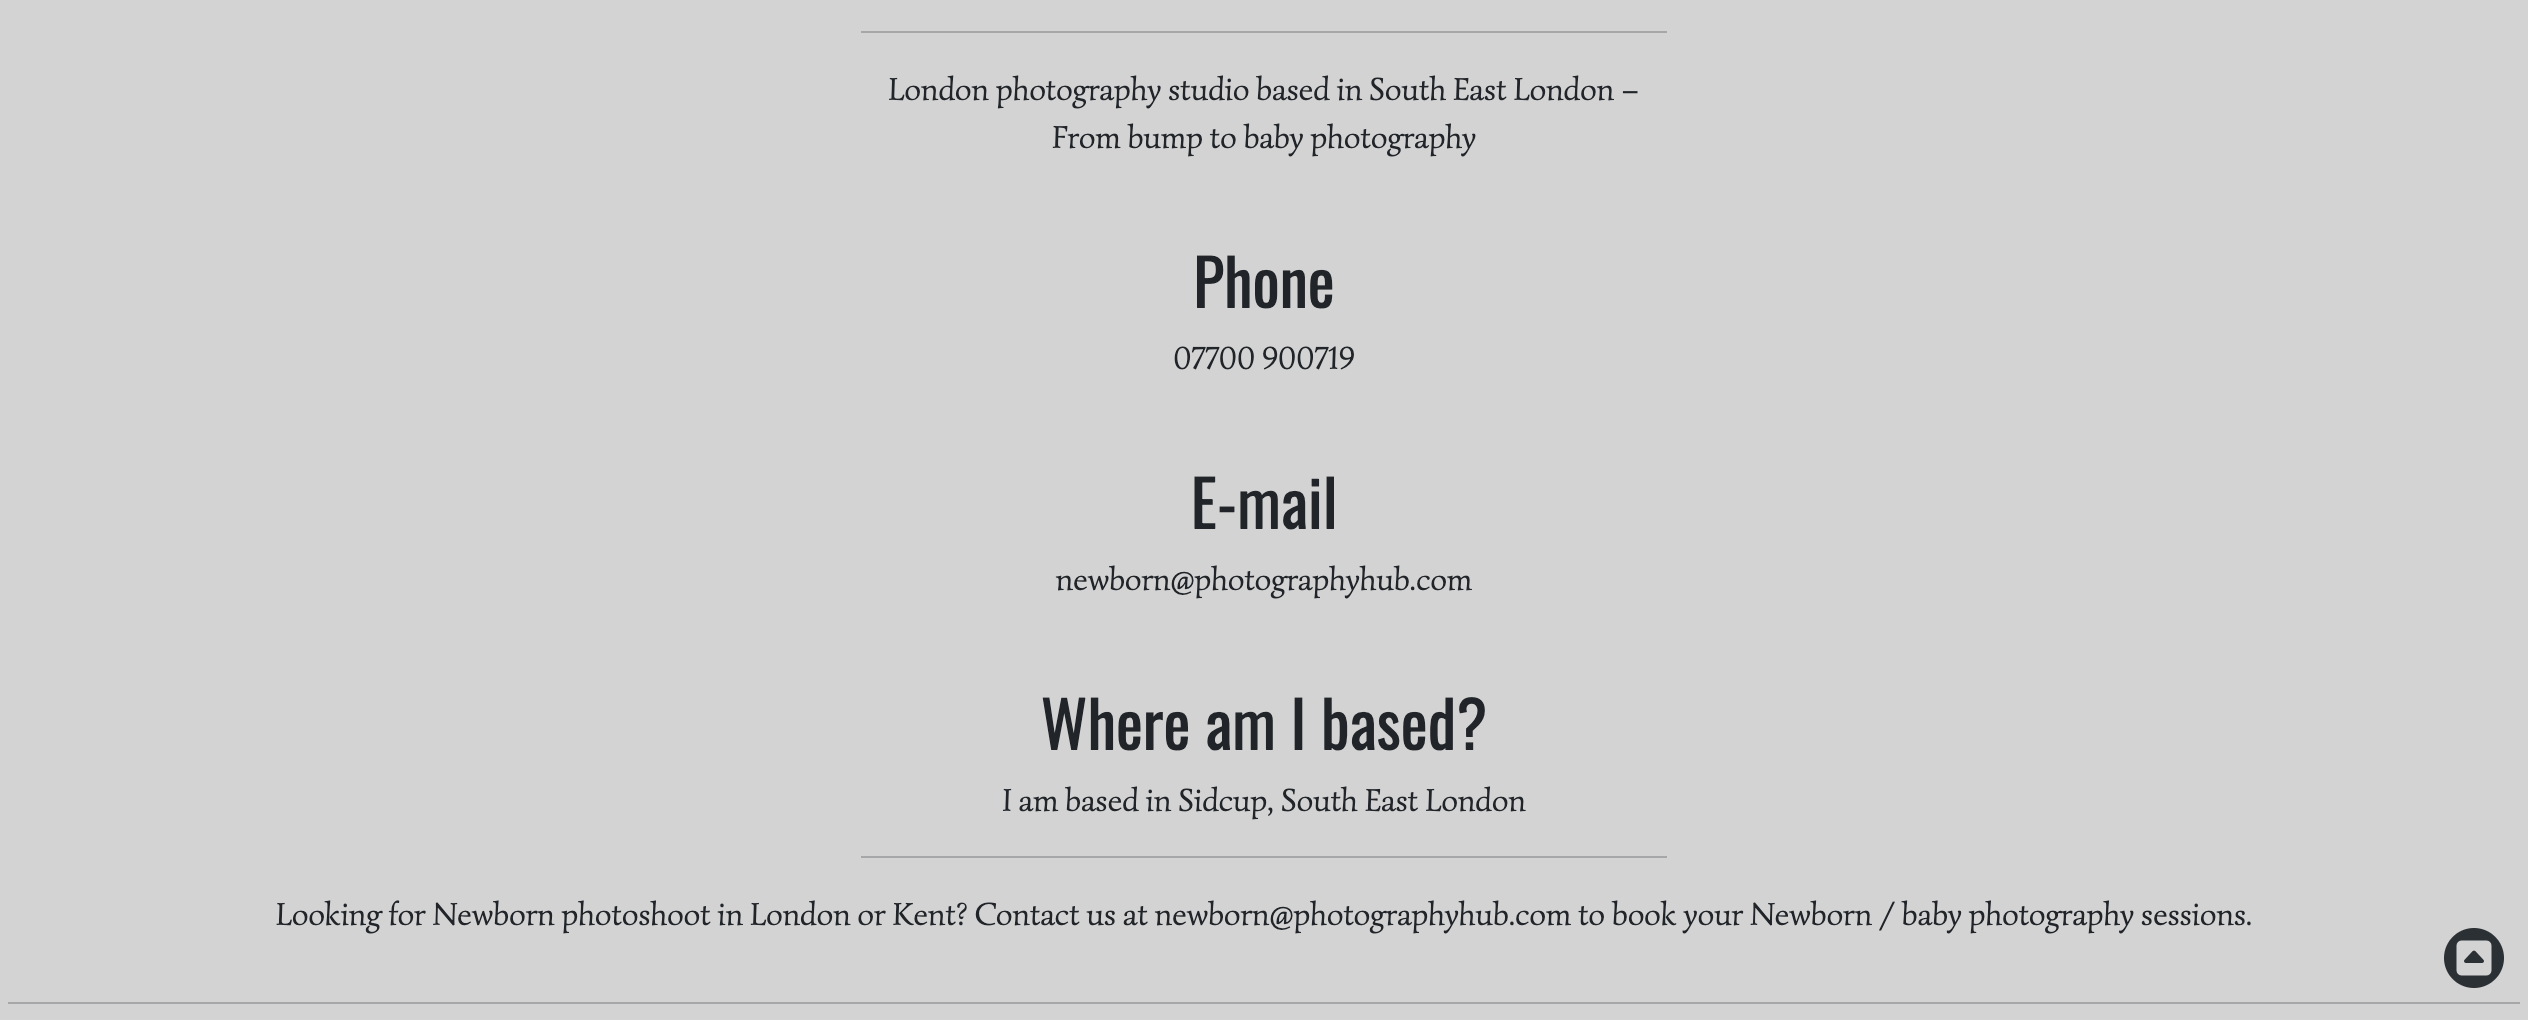 London photography studio based in South East London –
From bump to baby photography
Phone
07700 900719
E-mail
newborn@photographyhub.com
Where am I based?
I am based in Sidcup, South East London
Looking for Newborn photoshoot in London or Kent? Contact us at newborn@photographyhub.com to book your Newborn / baby photography sessions.